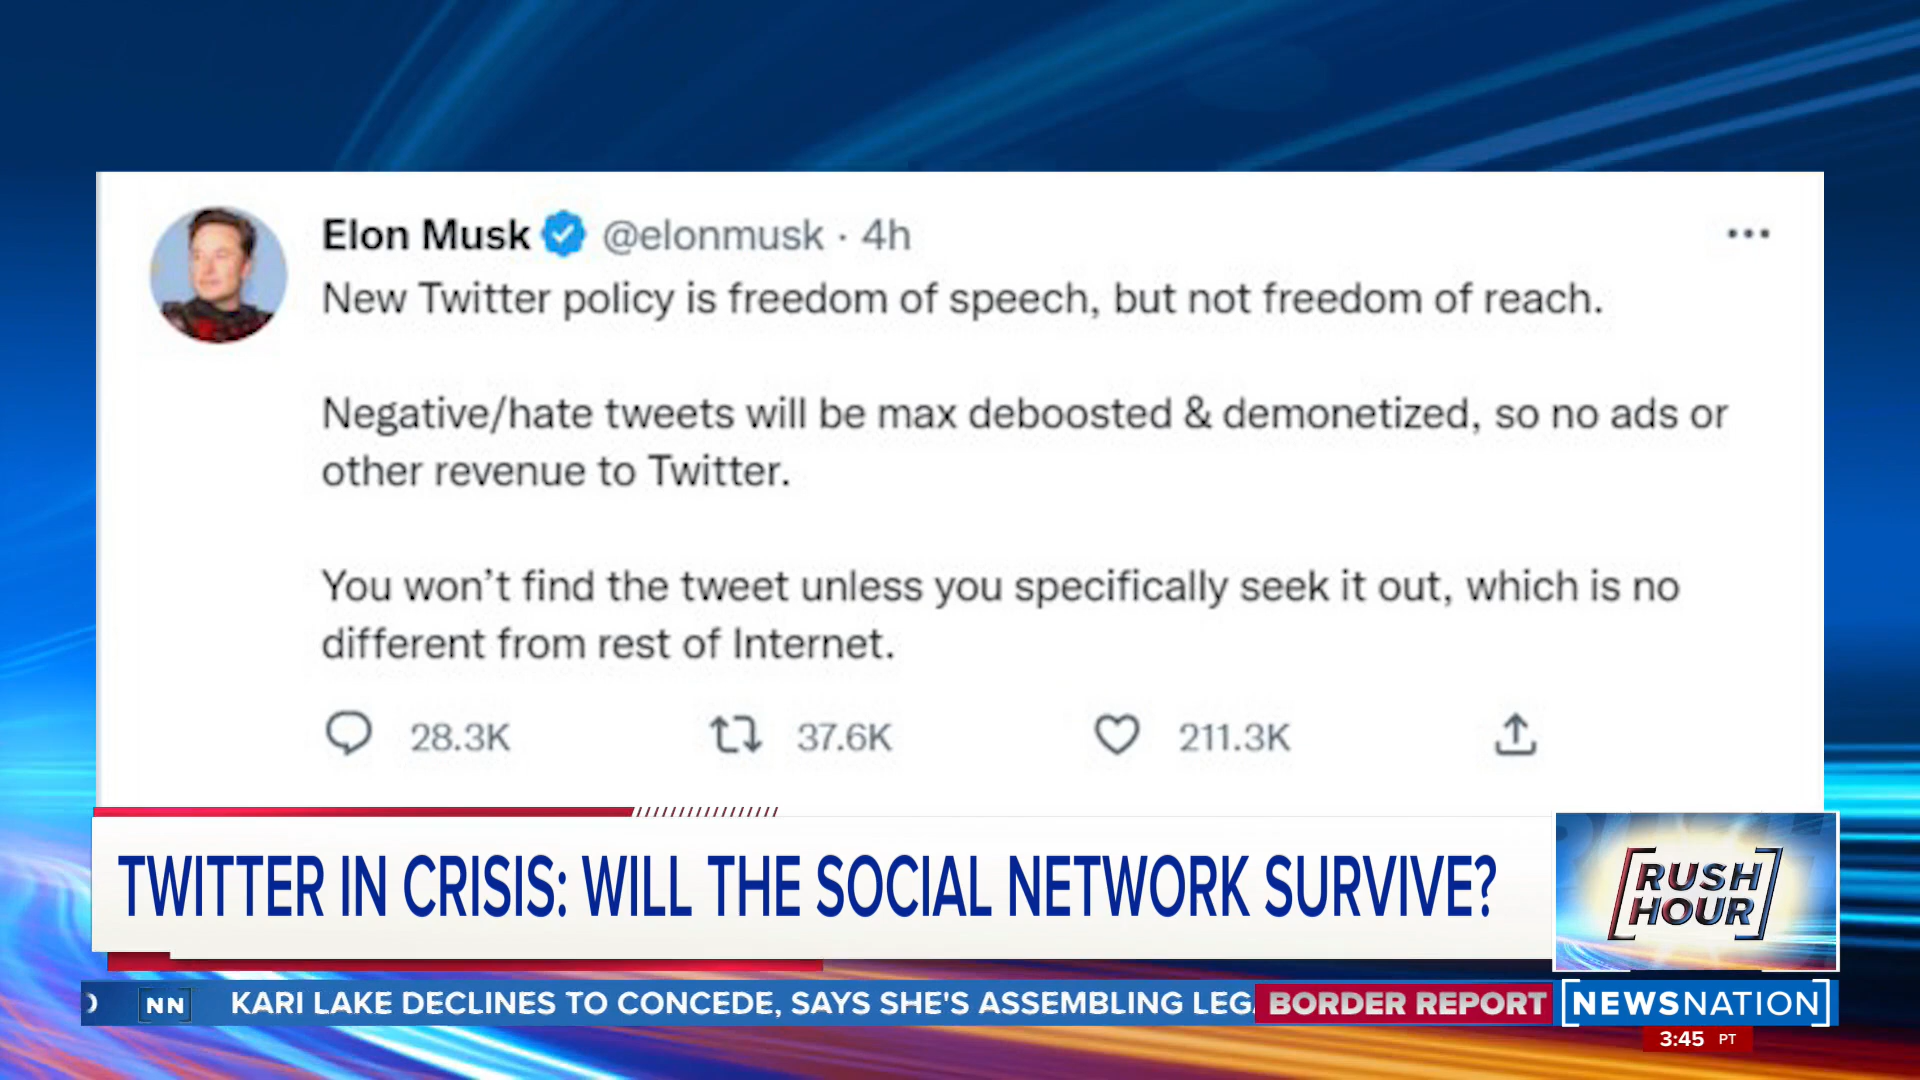 Elon Musk @elonmusk · 4h
New Twitter policy is freedom of speech, but not freedom of reach.
Negative/hate tweets will be max deboosted & demonetized, so no ads or
other revenue to Twitter.
You won’t find the tweet unless you specifically seek it out, which is no
different from rest of Internet.
28.3K 37.6K 211.3K
TWITTER IN CRISIS: WILL THE SOCIAL NETWORK SURVIVE?
RUSH
HOUR
NN KARI LAKE DECLINES TO CONCEDE, SAYS SHE'S ASSEMBLING LEG BORDER REPORT NEWSNATION
3:45 PT